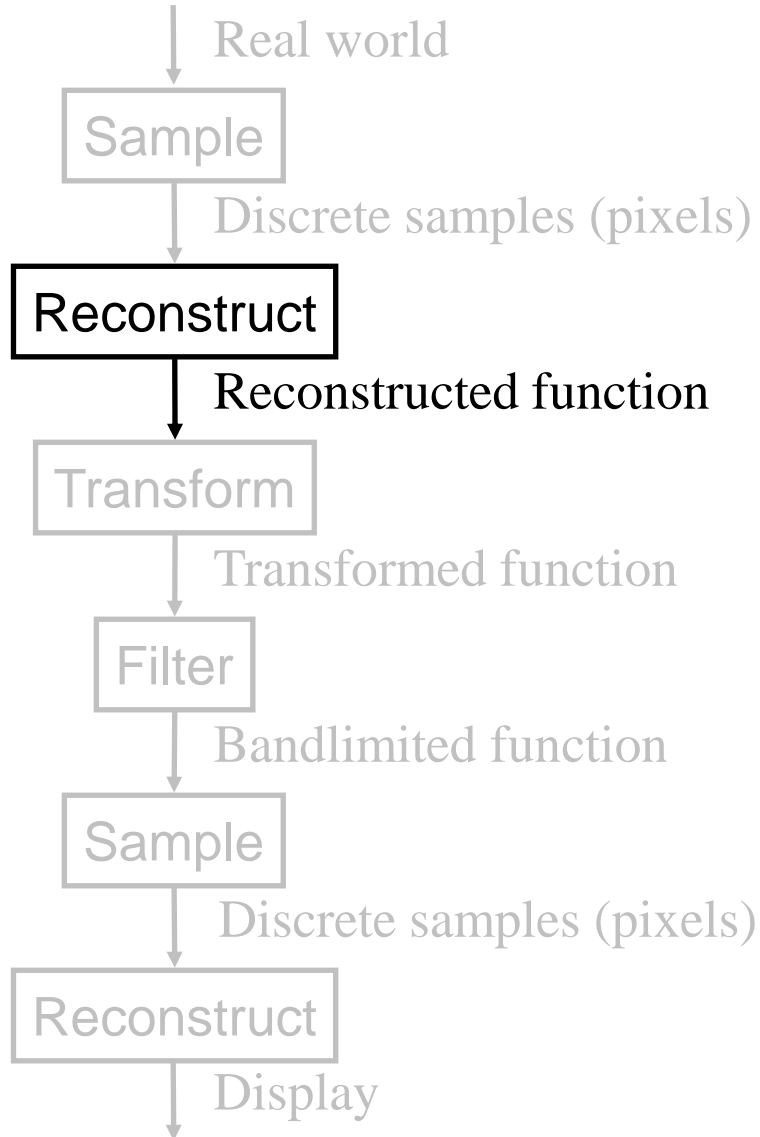 Real world
Sample
Discrete samples (pixels)
Reconstruct
Reconstructed function
Transform
Transformed function
Filter
Bandlimited function
Sample
Discrete samples (pixels)
Reconstruct
Display